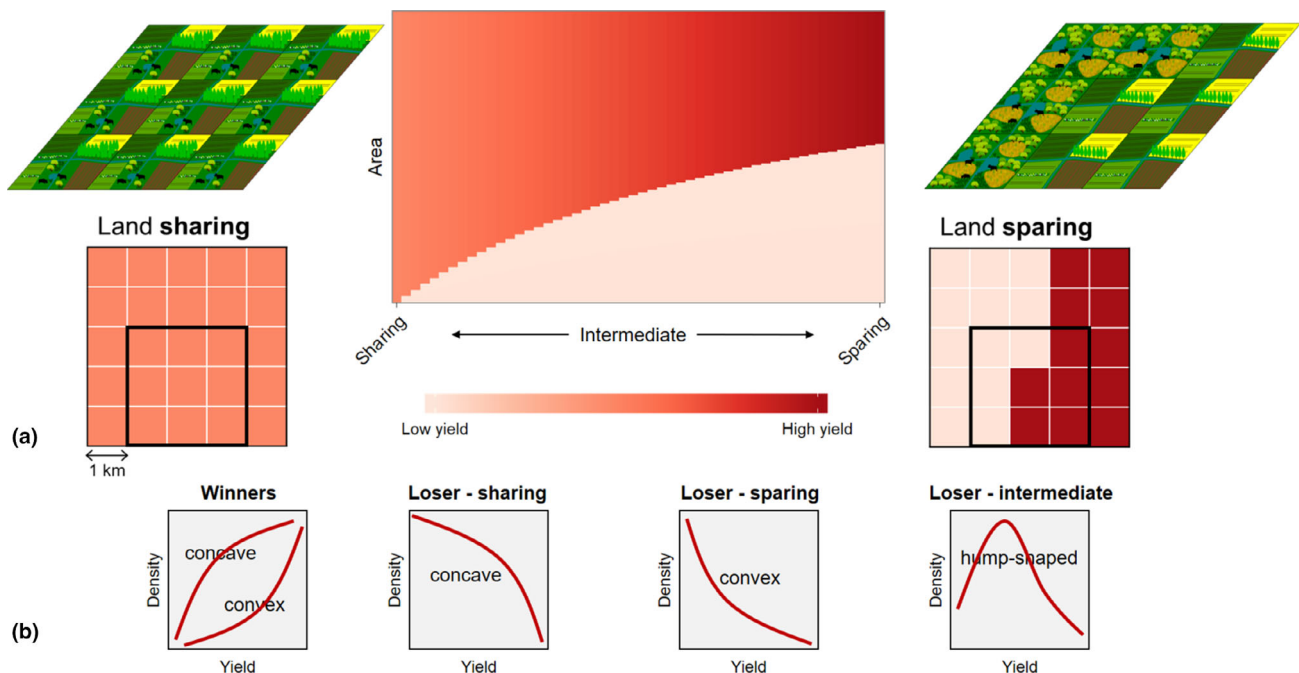 Area
Land sharing
Land sparing
Sharing
Intermediate
Sparing
Low yield
High yield
(a)
1 km
Winners
Loser - sharing
Loser - sparing
Loser - intermediate
Density
concave
convex
Yield
Density
concave
Yield
Density
convex
Yield
Density
hump-shaped
Yield
(b)